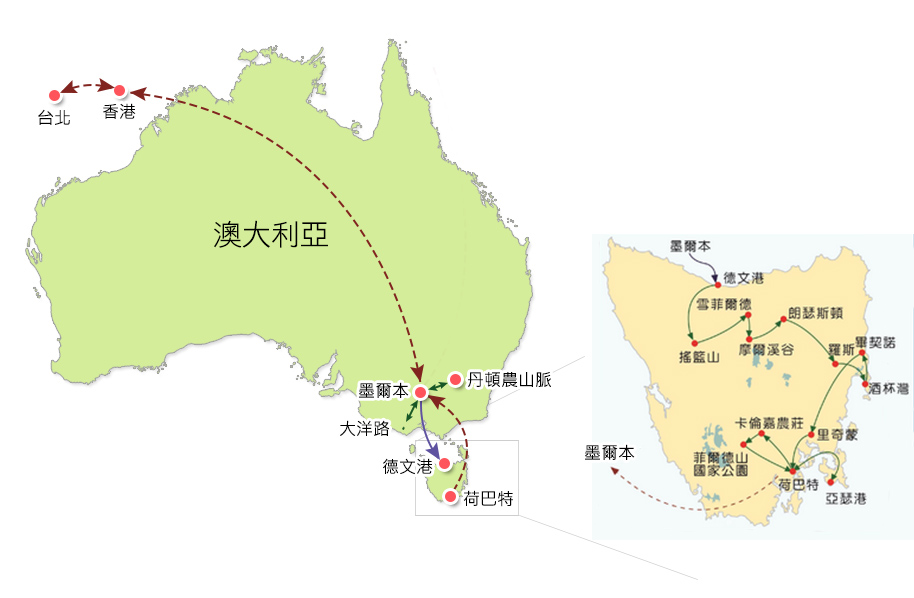 台北
香港
澳大利亞
墨爾本
丹頓農山脈
大洋路
德文港
荷巴特
墨爾本
德文港
雪菲爾德
朗瑟斯頓
搖籃山
摩爾溪谷
羅斯
畢契諾
酒杯灣
卡倫嘉農莊
里奇蒙
墨爾本
菲爾德山
國家公園
荷巴特
亞瑟港